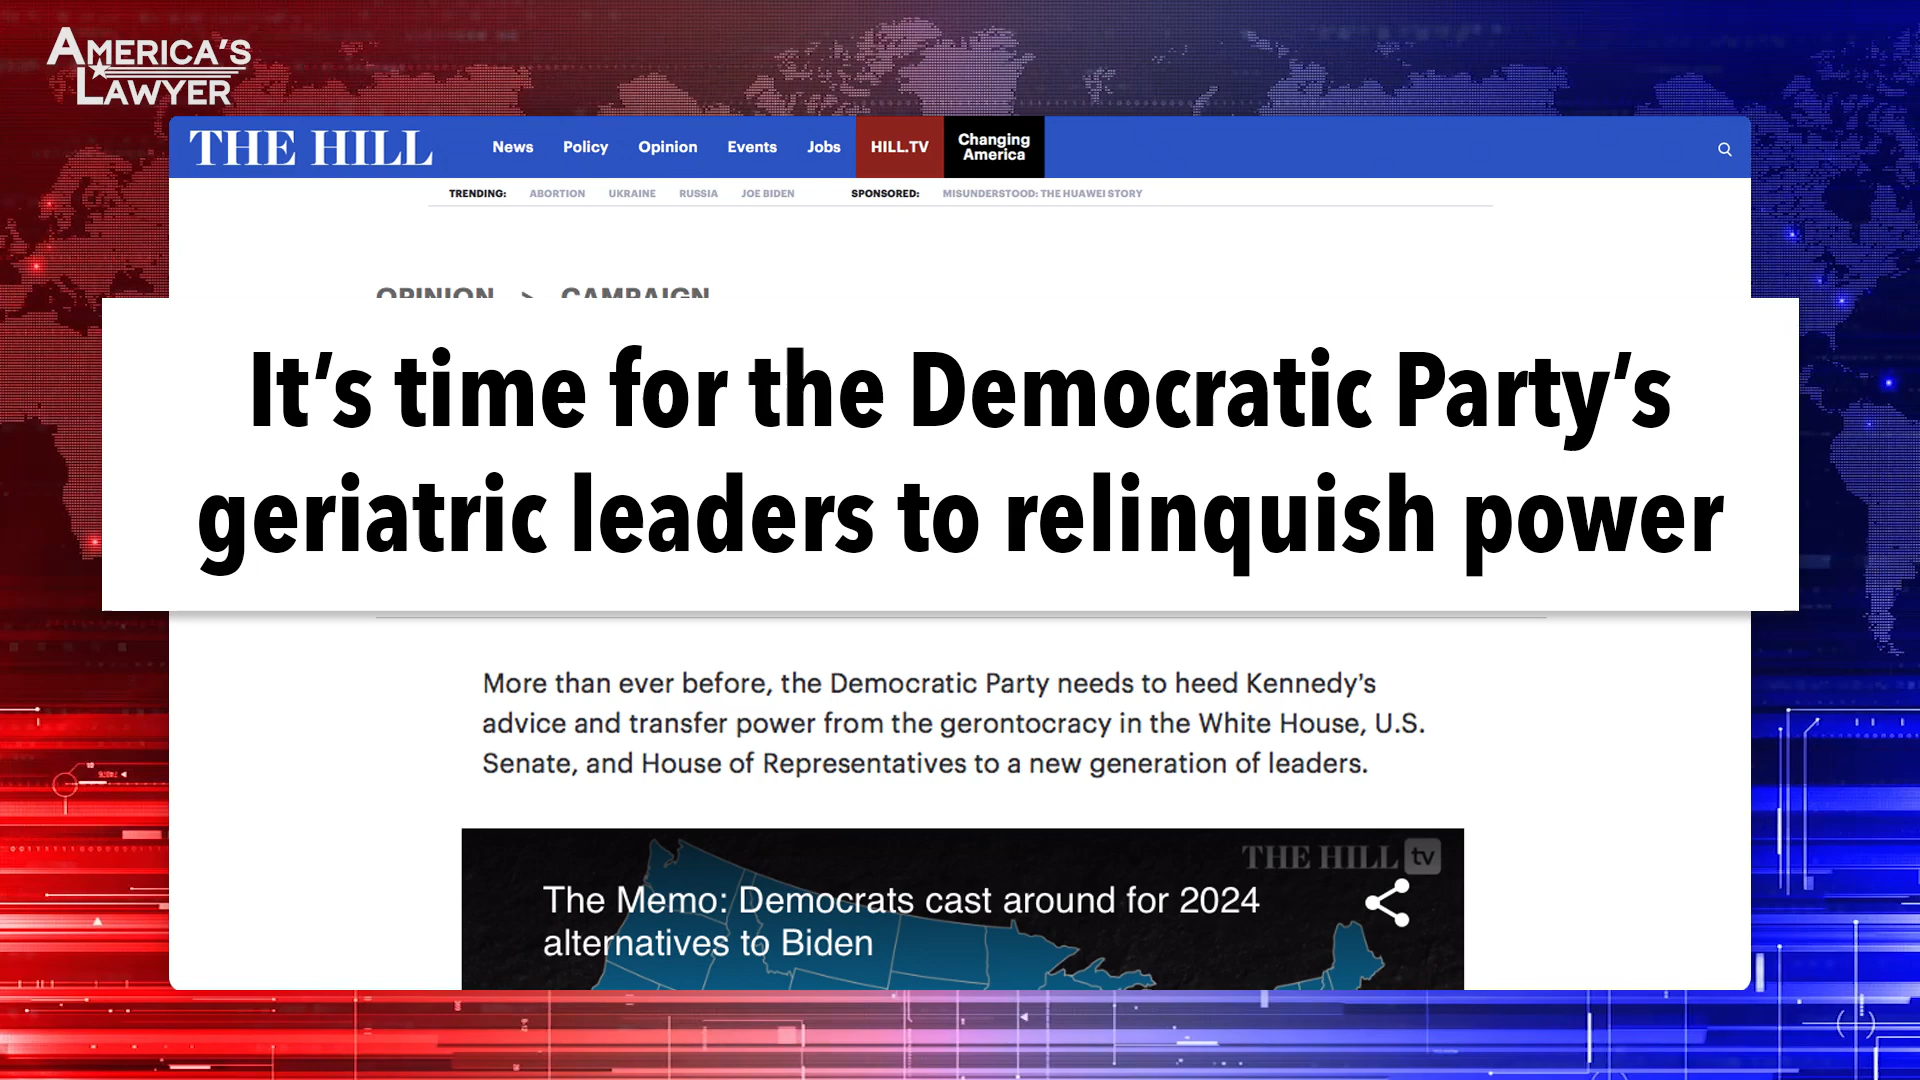 AMERICA'S
LAWYER
THE HILL
News Policy Opinion Events Jobs HILL.TV Changing
America
TRENDING: ABORTION UKRAINE RUSSIA JOE BIDEN SPONSORED: MISUNDERSTOOD: THE HUAWEI STORY
OPINION > CAMPAIGN
It’s time for the Democratic Party’s
geriatric leaders to relinquish power
More than ever before, the Democratic Party needs to heed Kennedy’s
advice and transfer power from the gerontocracy in the White House, U.S.
Senate, and House of Representatives to a new generation of leaders.
THE HILL tv
The Memo: Democrats cast around for 2024
alternatives to Biden